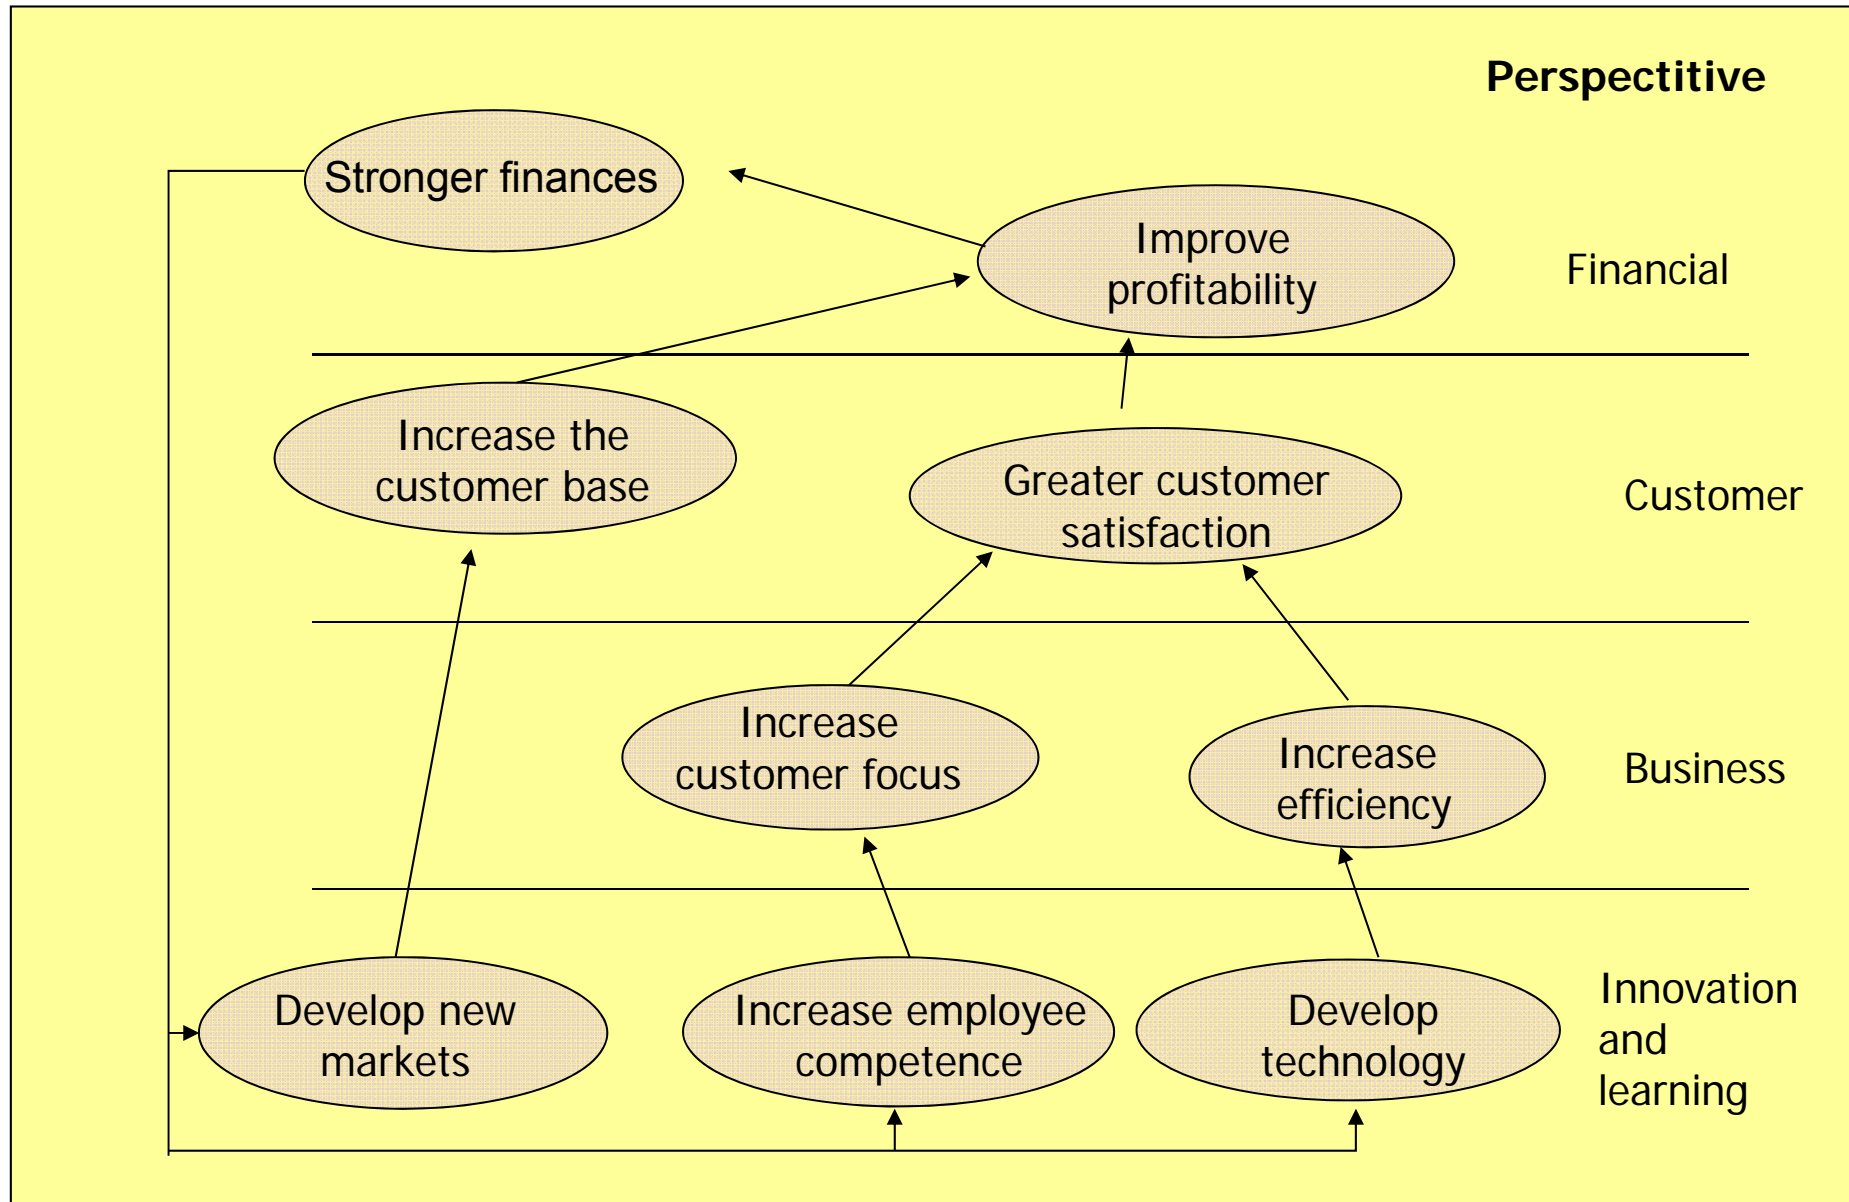 Perspectitive
Stronger finances
Improve
profitability
Financial
Increase the
customer base
Greater customer
satisfaction
Customer
Increase
customer focus
Increase
efficiency
Business
Develop new
markets
Increase employee
competence
Develop
technology
Innovation
and
learning